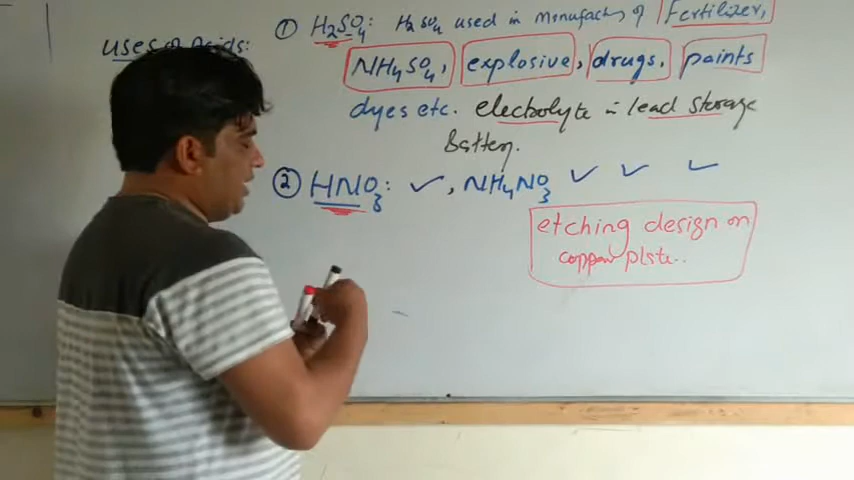 Uses of Acids:
① H2SO4: H2SO4 used in manufactory of Fertilizer,
NH4SO4, explosive, drugs, paints
dyes etc. electrolyte in lead storage
Battery.
② HNO3: ✓, NH4NO3 ✓ ✓ ✓
etching design on
copper plate.